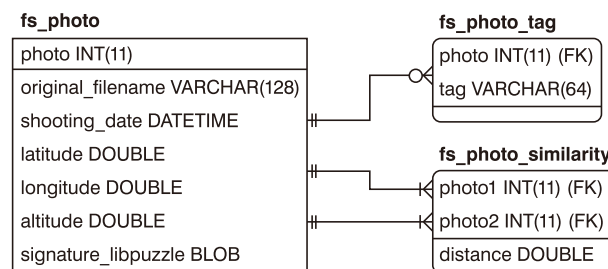 fs_photo
photo INT(11)
original_filename VARCHAR(128)
shooting_date DATETIME
latitude DOUBLE
longitude DOUBLE
altitude DOUBLE
signature_libpuzzle BLOB
fs_photo_tag
photo INT(11) (FK)
tag VARCHAR(64)
fs_photo_similarity
photo1 INT(11) (FK)
photo2 INT(11) (FK)
distance DOUBLE